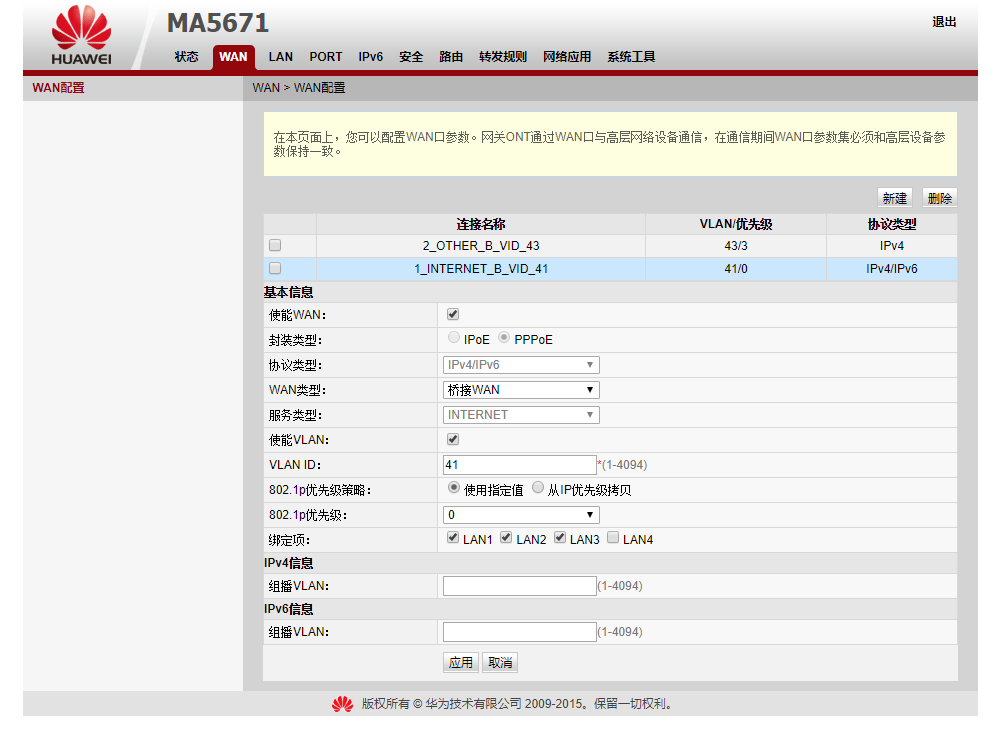 HUAWEI
MA5671
退出
状态 WAN LAN PORT IPv6 安全 路由 转发规则 网络应用 系统工具
WAN配置
WAN > WAN配置
在本页面上，您可以配置WAN口参数。网关ONT通过WAN口与高层网络设备通信，在通信期间WAN口参数集必须和高层设备参
数保持一致。
新建 删除
连接名称 VLAN/优先级 协议类型
2_OTHER_B_VID_43 43/3 IPv4
1_INTERNET_B_VID_41 41/0 IPv4/IPv6
基本信息
使能WAN：
封装类型： IPoE PPPoE
协议类型： IPv4/IPv6
WAN类型： 桥接WAN
服务类型： INTERNET
使能VLAN：
VLAN ID： 41 *(1-4094)
802.1p优先级策略： 使用指定值 从IP优先级拷贝
802.1p优先级： 0
绑定项： LAN1 LAN2 LAN3 LAN4
IPv4信息
组播VLAN： (1-4094)
IPv6信息
组播VLAN： (1-4094)
应用 取消
版权所有 © 华为技术有限公司 2009-2015。保留一切权利。